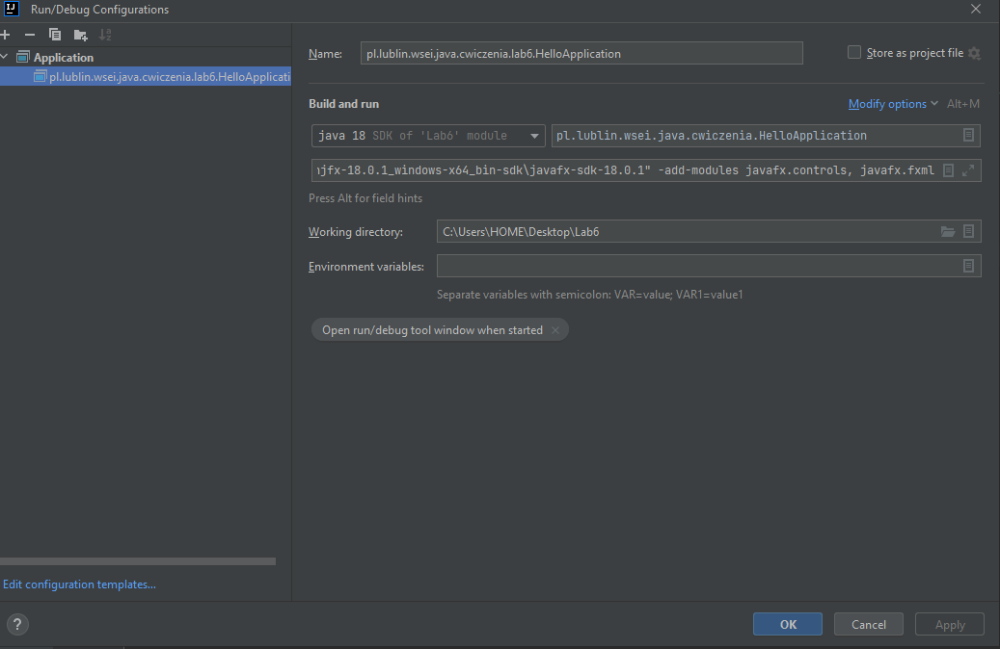 IJ Run/Debug Configurations
Application
pl.lublin.wsei.java.cwiczenia.lab6.HelloApplicati
Name: pl.lublin.wsei.java.cwiczenia.lab6.HelloApplication Store as project file
Build and run Modify options Alt+M
java 18 SDK of 'Lab6' module pl.lublin.wsei.java.cwiczenia.HelloApplication
jfx-18.0.1_windows-x64_bin-sdk\javafx-sdk-18.0.1" -add-modules javafx.controls, javafx.fxml
Press Alt for field hints
Working directory: C:\Users\HOME\Desktop\Lab6
Environment variables:
Separate variables with semicolon: VAR=value; VAR1=value1
Open run/debug tool window when started
Edit configuration templates...
? OK Cancel Apply